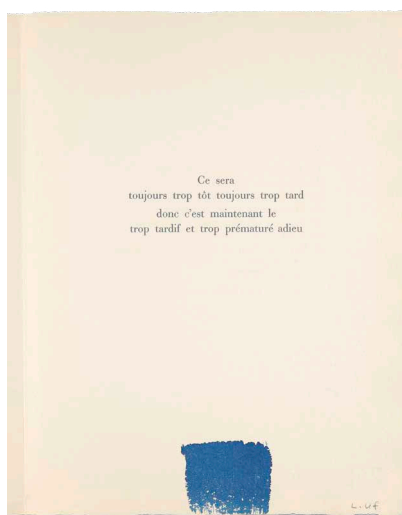 Ce sera
toujours trop tôt toujours trop tard
donc c'est maintenant le
trop tardif et trop prématuré adieu